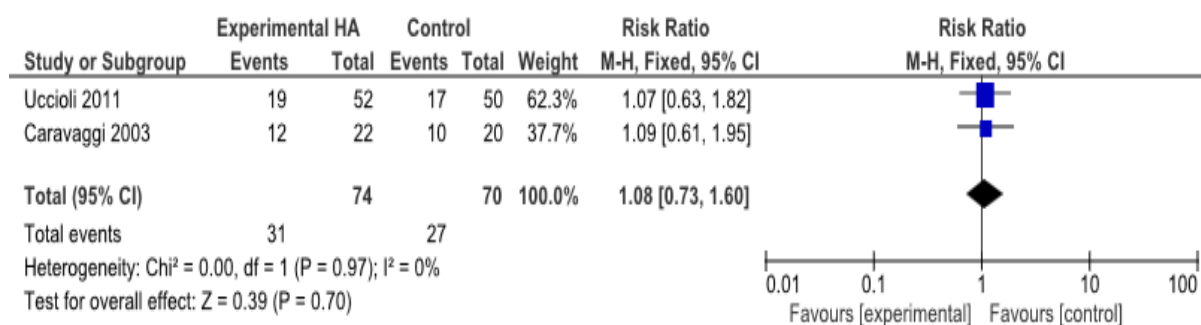 Experimental HA Control Risk Ratio Risk Ratio
Study or Subgroup Events Total Events Total Weight M-H, Fixed, 95% CI M-H, Fixed, 95% CI
Uccioli 2011 19 52 17 50 62.3% 1.07 [0.63, 1.82]
Caravaggi 2003 12 22 10 20 37.7% 1.09 [0.61, 1.95]
Total (95% CI) 74 70 100.0% 1.08 [0.73, 1.60]
Total events 31 27
Heterogeneity: Chi² = 0.00, df = 1 (P = 0.97); I² = 0%
Test for overall effect: Z = 0.39 (P = 0.70)
0.01 0.1 1 10 100
Favours [experimental] Favours [control]